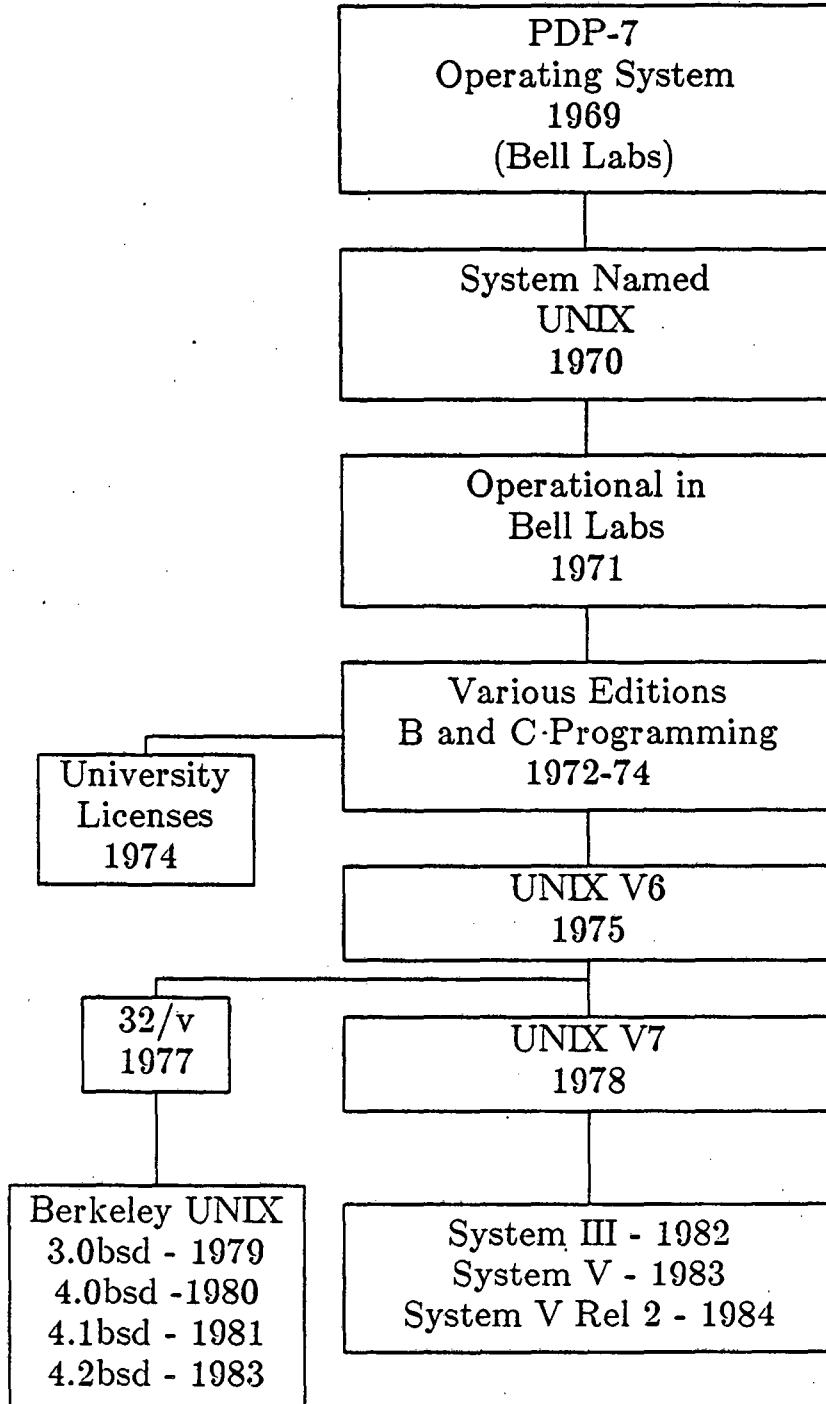 PDP-7
Operating System
1969
(Bell Labs)
System Named
UNIX
1970
Operational in
Bell Labs
1971
Various Editions
B and C Programming
1972-74
University
Licenses
1974
UNIX V6
1975
32/v
1977
UNIX V7
1978
Berkeley UNIX
3.0bsd - 1979
4.0bsd -1980
4.1bsd - 1981
4.2bsd - 1983
System III - 1982
System V - 1983
System V Rel 2 - 1984